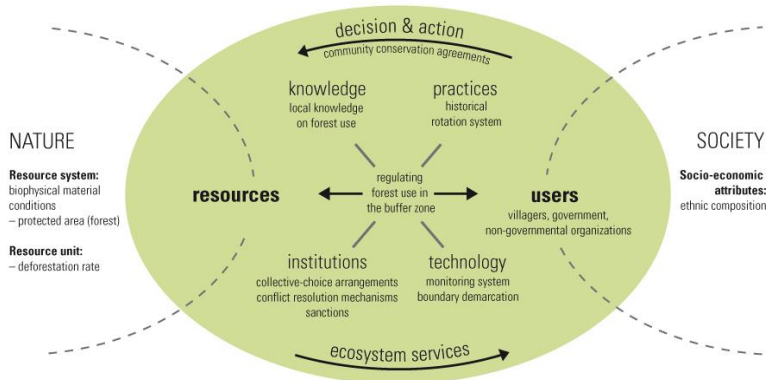 decision & action
community conservation agreements
knowledge
local knowledge
on forest use
practices
historical
rotation system
NATURE
Resource system:
biophysical material
conditions
– protected area (forest)
Resource unit:
– deforestation rate
resources
regulating
forest use in
the buffer zone
users
villagers, government,
non-governmental organizations
SOCIETY
Socio-economic
attributes:
ethnic composition
institutions
collective-choice arrangements
conflict resolution mechanisms
sanctions
technology
monitoring system
boundary demarcation
ecosystem services